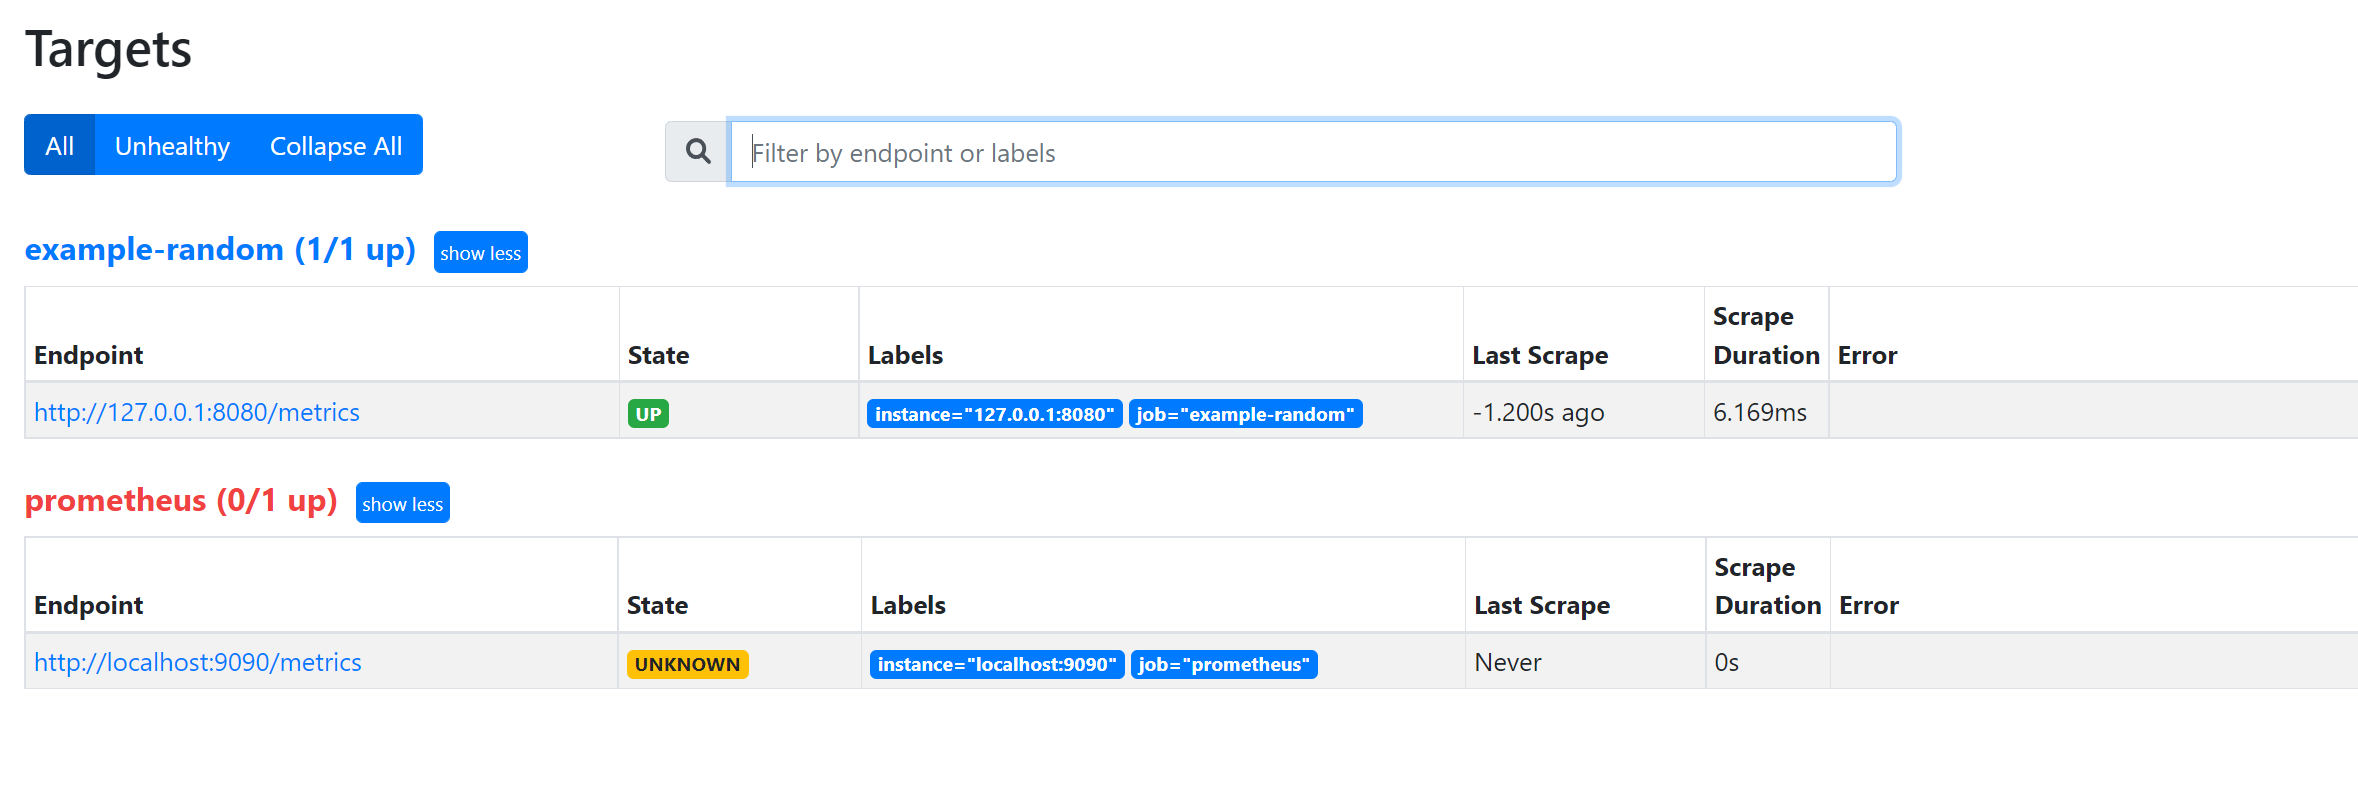 Targets
All Unhealthy Collapse All
Filter by endpoint or labels
example-random (1/1 up) show less
Endpoint State Labels Last Scrape Scrape Duration Error
http://127.0.0.1:8080/metrics UP instance="127.0.0.1:8080" job="example-random" -1.200s ago 6.169ms
prometheus (0/1 up) show less
Endpoint State Labels Last Scrape Scrape Duration Error
http://localhost:9090/metrics UNKNOWN instance="localhost:9090" job="prometheus" Never 0s